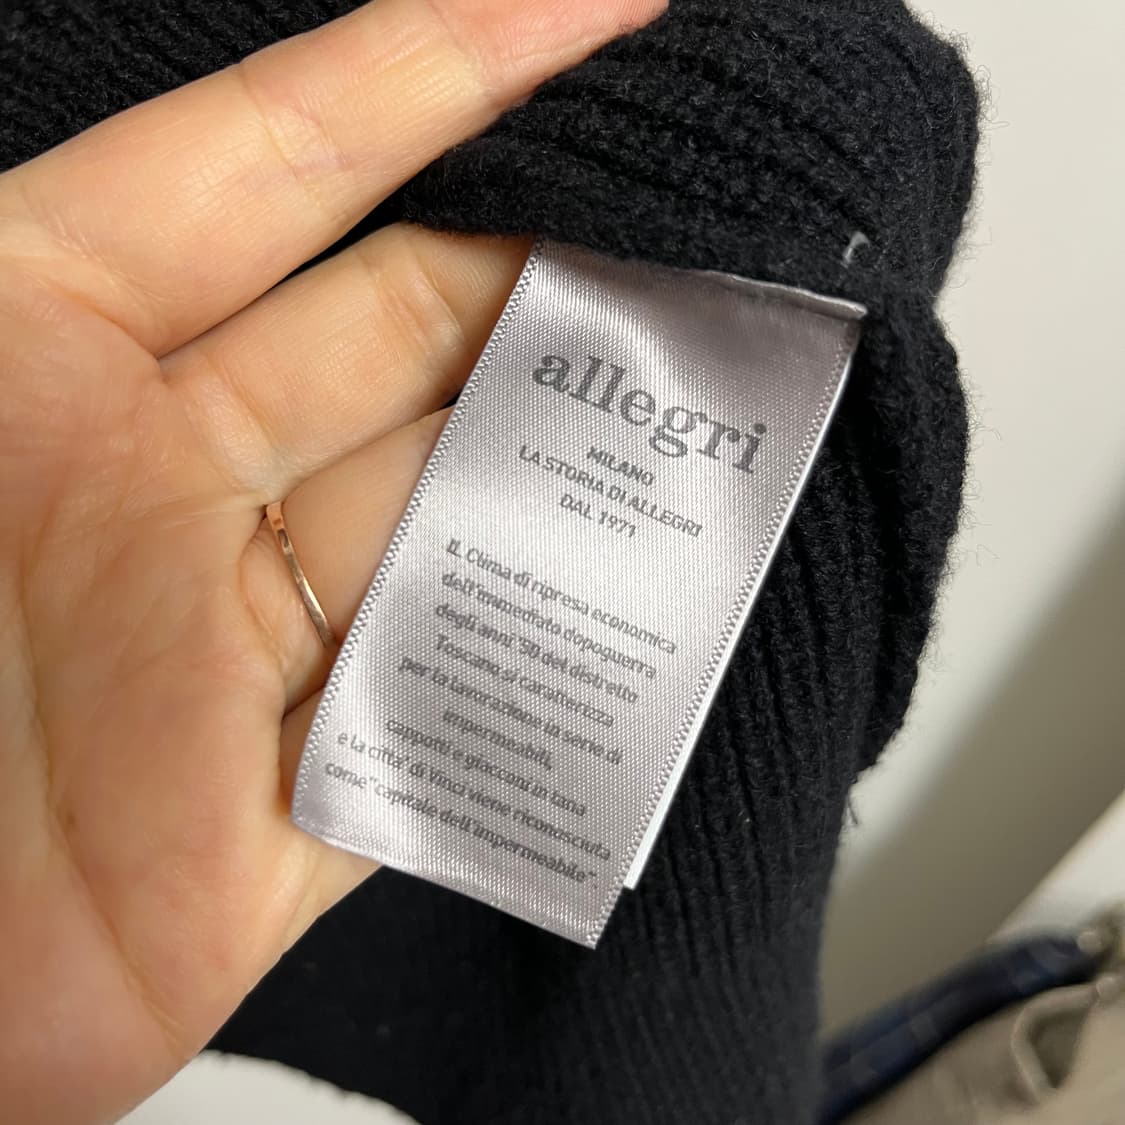 allegri
MILANO
LA STORIA DI ALLEGRI
DAL 1971
IL Clima di ripresa economica
dell'immediato dopoguerra
degli anni '50 del distretto
Toscano si caratterizza
per la lavorazione in serie di
impermeabili,
cappotti e giacconi in lana
e la citta' di Vinci viene riconosciuta
come "capitale dell'impermeabile".